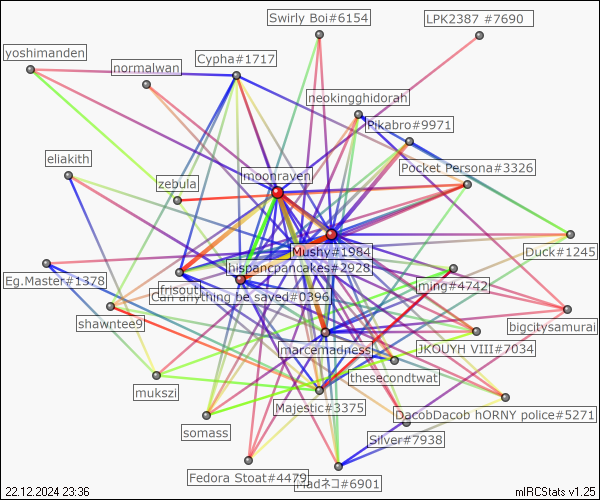 Swirly Boi#6154
LPK2387 #7690
yoshimanden
Cypha#1717
normalwan
neokingghidorah
Pikabro#9971
eliakith
moonraven
Pocket Persona#3326
zebula
Mushy#1984
Duck#1245
hispancpancakes#2928
Eg.Master#1378
frisout
Can anything be saved#0396
ming#4742
shawntee9
bigcitysamurai
marcemadness
JKGUYH VIII#7034
thesecondtwat
mukszi
Majestic#3375
DacobDacob hORNY police#5271
somass
Silver#7938
Fedora Stoat#4479
Madネコ#6901
22.12.2024 23:36
mIRCStats v1.25